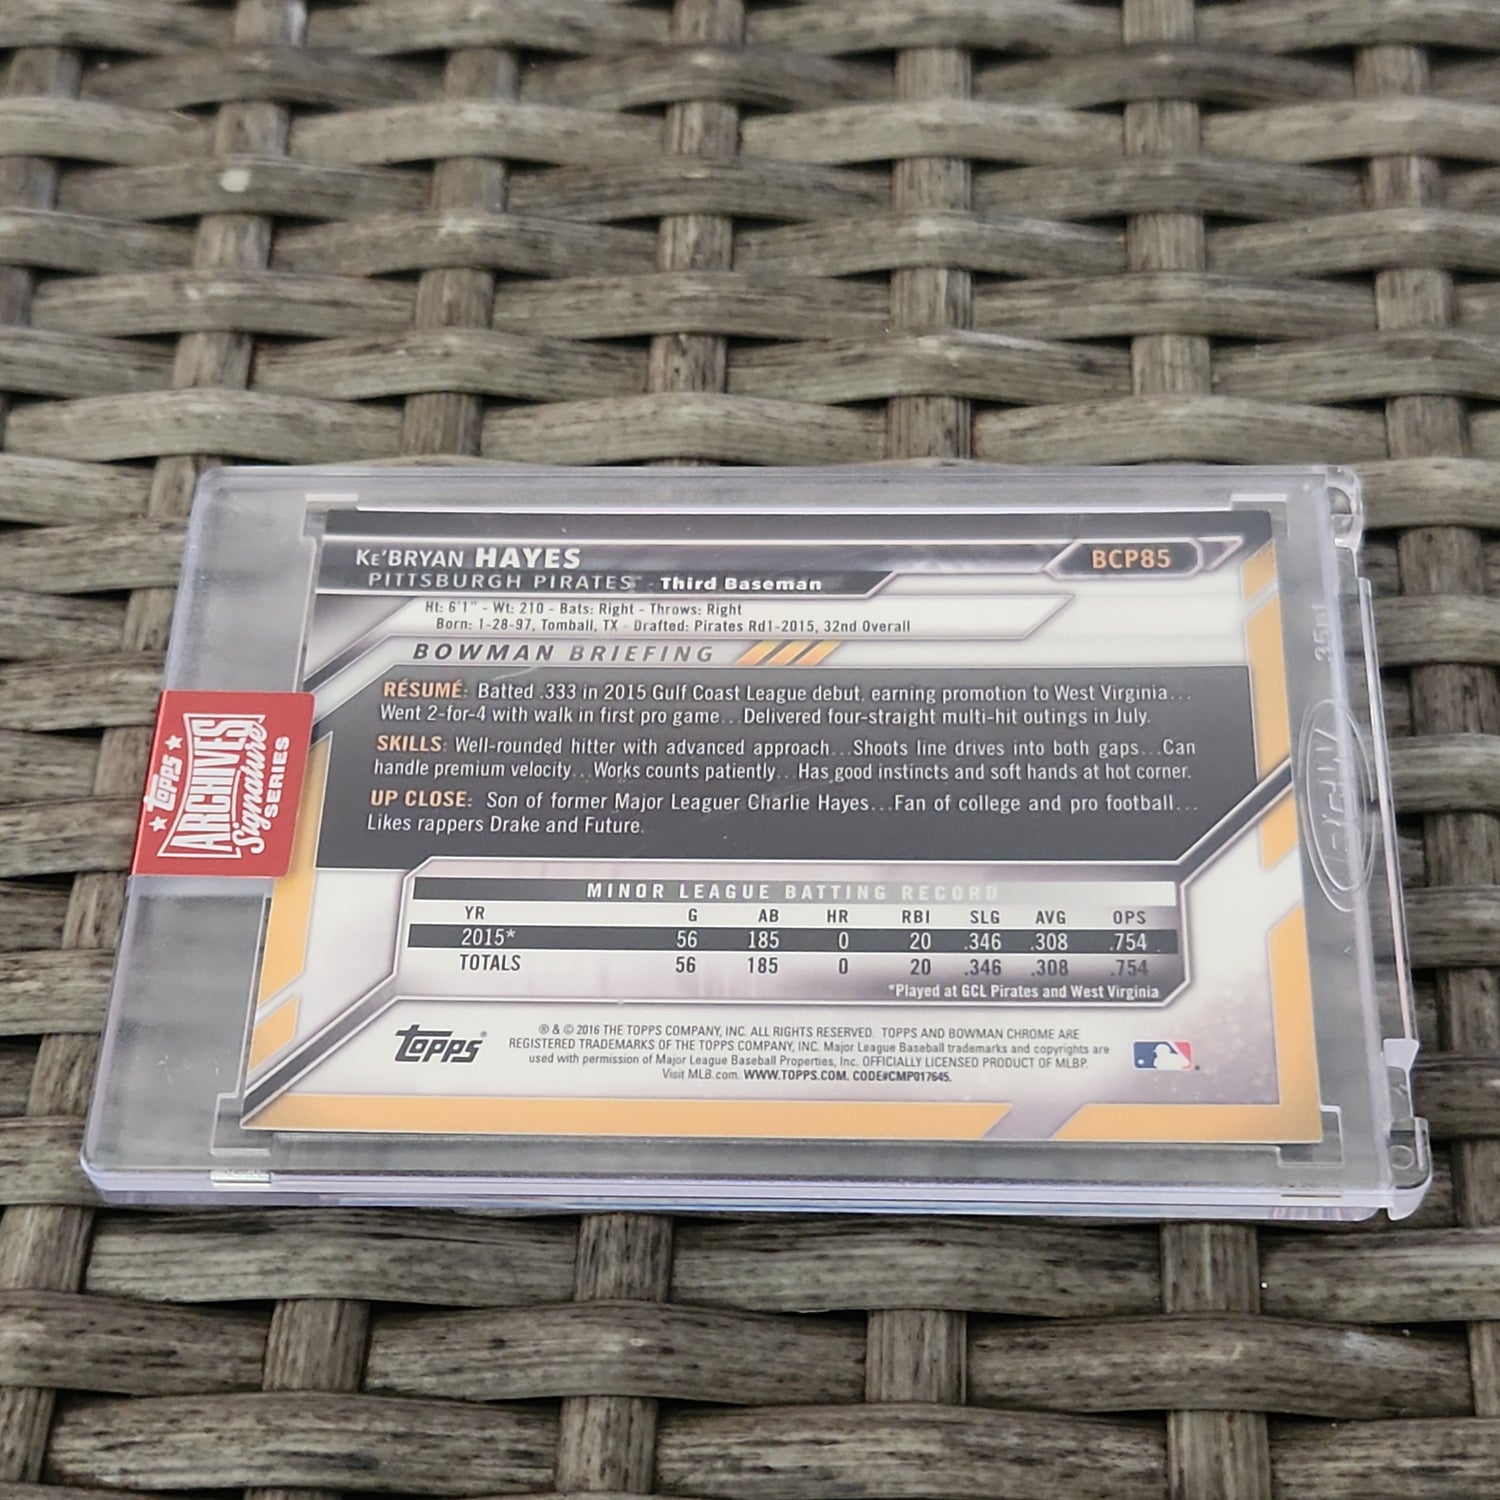 Ke'Bryan HAYES
BCP85
PITTSBURGH PIRATES™ - Third Baseman
Ht: 6'1" - Wt: 210 - Bats: Right - Throws: Right
Born: 1-28-97, Tomball, TX - Drafted: Pirates Rd1-2015, 32nd Overall
BOWMAN BRIEFING
RÉSUMÉ: Batted .333 in 2015 Gulf Coast League debut, earning promotion to West Virginia...
Went 2-for-4 with walk in first pro game...Delivered four-straight multi-hit outings in July.
SKILLS: Well-rounded hitter with advanced approach...Shoots line drives into both gaps...Can
handle premium velocity...Works counts patiently...Has good instincts and soft hands at hot corner.
UP CLOSE: Son of former Major Leaguer Charlie Hayes...Fan of college and pro football...
Likes rappers Drake and Future.
MINOR LEAGUE BATTING RECORD
YR G AB HR RBI SLG AVG OPS
2015* 56 185 0 20 .346 .308 .754
TOTALS 56 185 0 20 .346 .308 .754
*Played at GCL Pirates and West Virginia
Topps®
® & © 2016 THE TOPPS COMPANY, INC. ALL RIGHTS RESERVED. TOPPS AND BOWMAN CHROME ARE
REGISTERED TRADEMARKS OF THE TOPPS COMPANY, INC. Major League Baseball trademarks and copyrights are
used with permission of Major League Baseball Properties, Inc. OFFICIALLY LICENSED PRODUCT OF MLBP.
Visit MLB.com. WWW.TOPPS.COM. CODE#CMP017645.
★ Topps ★
ARCHIVES
Signature
SERIES
35pt